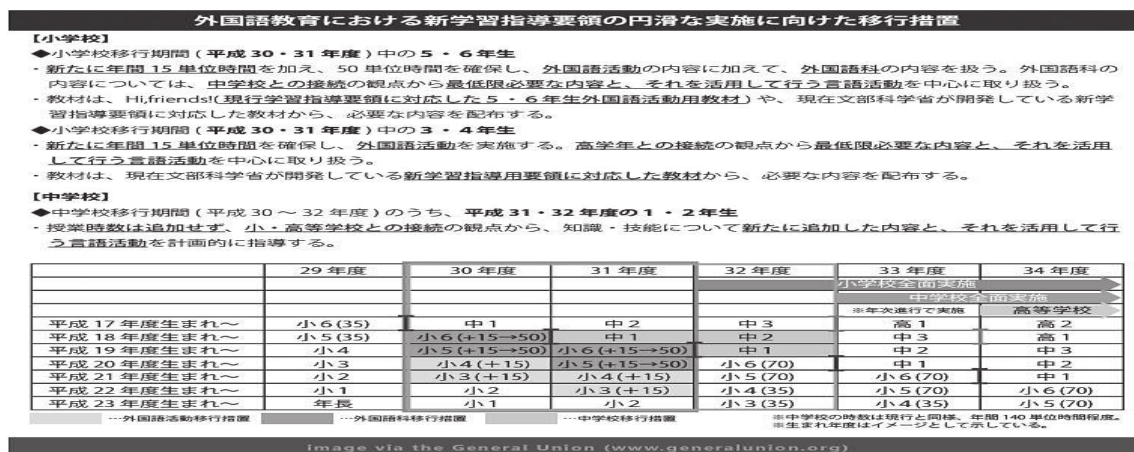 外国語教育における新学習指導要領の円滑な実施に向けた移行措置
【小学校】
◆小学校移行期間(平成30・31年度)中の5・6年生
・新たに年間15単位時間を加え、50単位時間を確保し、外国語活動の内容に加えて、外国語科の内容を扱う。外国語科の
内容については、中学校との接続の観点から最低限必要な内容と、それを活用して行う言語活動を中心に取り扱う。
・教材は、Hi,friends!(現行学習指導要領に対応した5・6年生外国語活動用教材)や、現在文部科学省が開発している新学
習指導要領に対応した教材から、必要な内容を配布する。
◆小学校移行期間(平成30・31年度)中の3・4年生
・新たに年間15単位時間を確保し、外国語活動を実施する。高学年との接続の観点から最低限必要な内容と、それを活用
して行う言語活動を中心に取り扱う。
・教材は、現在文部科学省が開発している新学習指導用要領に対応した教材から、必要な内容を配布する。
【中学校】
◆中学校移行期間(平成30～32年度)のうち、平成31・32年度の1・2年生
・授業時数は追加せず、小・高等学校との接続の観点から、知識・技能について新たに追加した内容と、それを活用して行
う言語活動を計画的に指導する。
29年度 30年度 31年度 32年度 33年度 34年度
小学校全面実施
中学校全面実施
※年次進行で実施 高等学校
平成17年度生まれ～ 小6(35) 中1 中2 中3 高1 高2
平成18年度生まれ～ 小5(35) 小6(+15→50) 中1 中2 中3 高1
平成19年度生まれ～ 小4 小5(+15→50) 小6(+15→50) 中1 中2 中3
平成20年度生まれ～ 小3 小4(+15) 小5(+15→50) 小6(70) 中1 中2
平成21年度生まれ～ 小2 小3(+15) 小4(+15) 小5(70) 小6(70) 中1
平成22年度生まれ～ 小1 小2 小3(+15) 小4(35) 小5(70) 小6(70)
平成23年度生まれ～ 年長 小1 小2 小3(35) 小4(35) 小5(70)
…外国語活動移行措置 …外国語科移行措置 …中学校移行措置 ※中学校の時数は現行と同様、年間140単位時間程度。
※生まれ年度はイメージとして示している。
image via the General Union (www.generalunion.org)